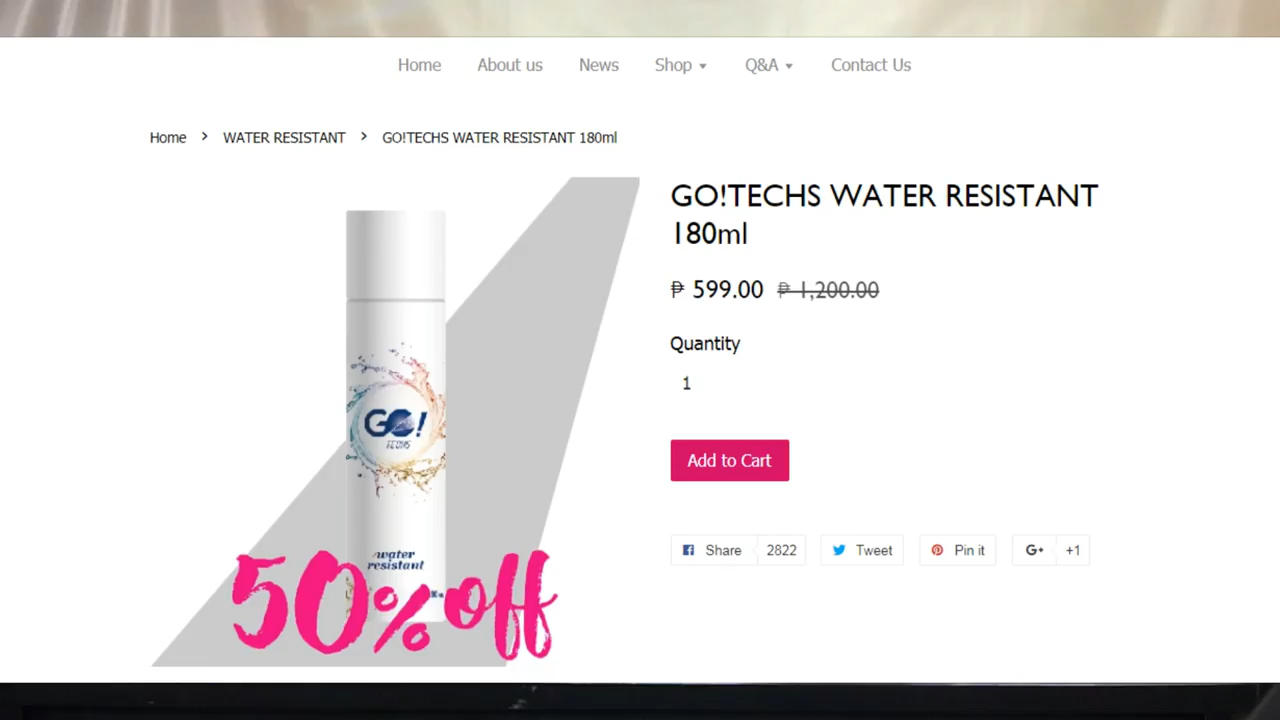 Home About us News Shop Q&A Contact Us
Home > WATER RESISTANT > GO!TECHS WATER RESISTANT 180ml
GO!TECHS WATER RESISTANT
180ml
₱ 599.00 ₱ 1,200.00
Quantity
1
Add to Cart
Share 2822 Tweet Pin it G+ +1
GO!
TECHS
water
resistant
50% off